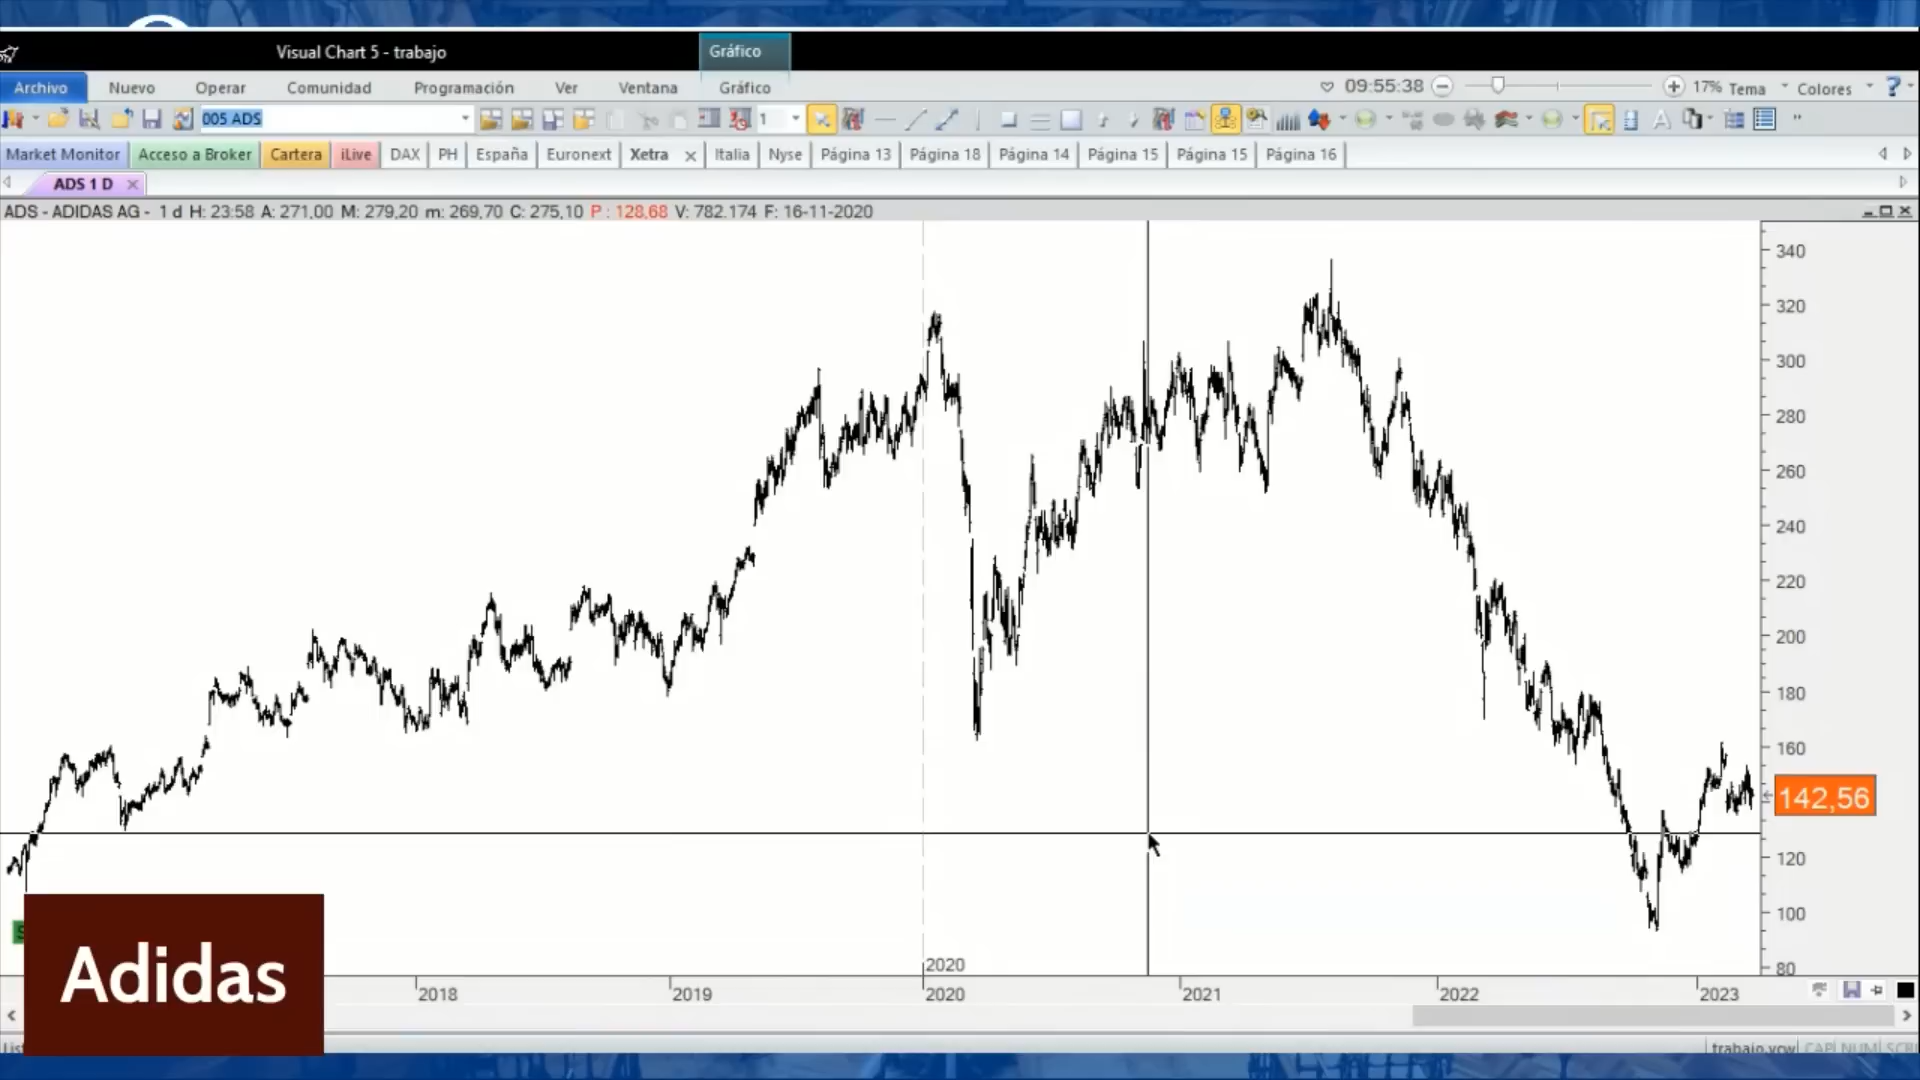 Visual Chart 5 - trabajo
Gráfico
Archivo Nuevo Operar Comunidad Programación Ver Ventana Gráfico 09:55:38 17% Tema Colores ?
005 ADS 1
Market Monitor Acceso a Broker Cartera iLive DAX PH España Euronext Xetra x Italia Nyse Página 13 Página 18 Página 14 Página 15 Página 15 Página 16
ADS 1 D x
ADS - ADIDAS AG - 1 d H: 23:58 A: 271,00 M: 279,20 m: 269,70 C: 275,10 P : 128,68 V: 782.174 F: 16-11-2020
340
320
300
280
260
240
220
200
180
160
142,56
120
100
80
2020
2018 2019 2020 2021 2022 2023
Adidas
trabajo.vcw CAP NUM SCR